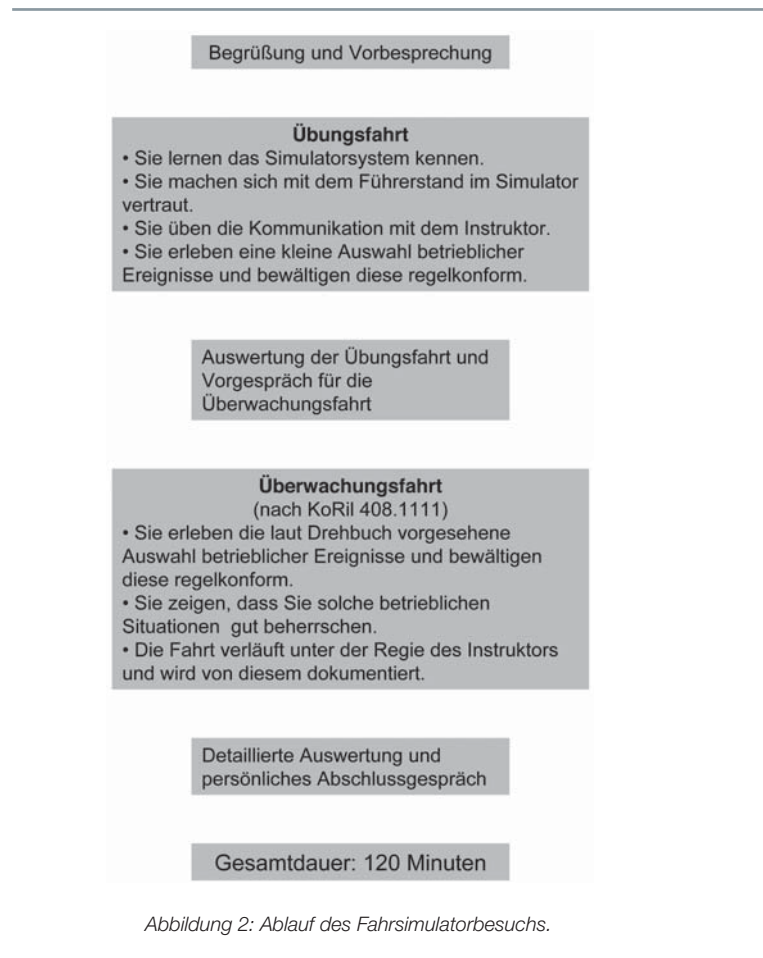 Begrüßung und Vorbesprechung
Übungsfahrt
• Sie lernen das Simulatorsystem kennen.
• Sie machen sich mit dem Führerstand im Simulator
vertraut.
• Sie üben die Kommunikation mit dem Instruktor.
• Sie erleben eine kleine Auswahl betrieblicher
Ereignisse und bewältigen diese regelkonform.
Auswertung der Übungsfahrt und
Vorgespräch für die
Überwachungsfahrt
Überwachungsfahrt
(nach KoRil 408.1111)
• Sie erleben die laut Drehbuch vorgesehene
Auswahl betrieblicher Ereignisse und bewältigen
diese regelkonform.
• Sie zeigen, dass Sie solche betrieblichen
Situationen gut beherrschen.
• Die Fahrt verläuft unter der Regie des Instruktors
und wird von diesem dokumentiert.
Detaillierte Auswertung und
persönliches Abschlussgespräch
Gesamtdauer: 120 Minuten
Abbildung 2: Ablauf des Fahrsimulatorbesuchs.